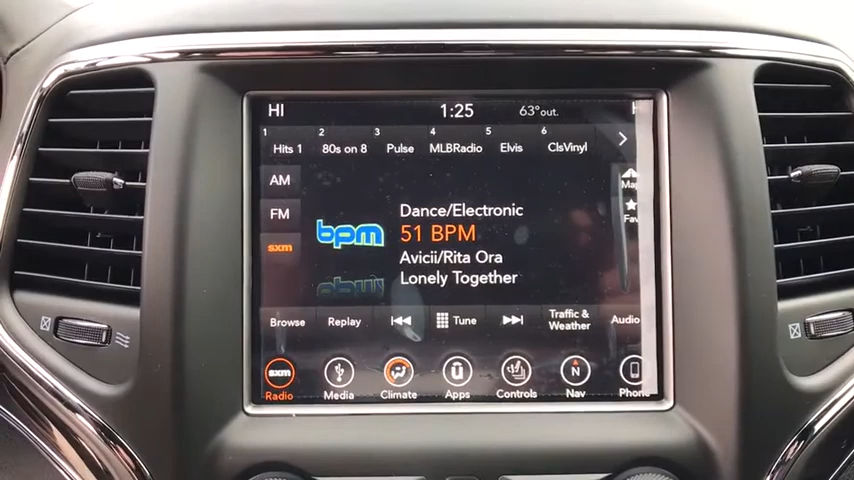 HI 1:25 63°out. H
1 Hits 1 2 80s on 8 3 Pulse 4 MLBRadio 5 Elvis 6 ClsVinyl
AM
FM
sxm
bpm
Dance/Electronic
51 BPM
Avicii/Rita Ora
Lonely Together
Map
Fav
Browse Replay Tune Traffic & Weather Audio
sxm N
Radio Media Climate Apps Controls Nav Phone